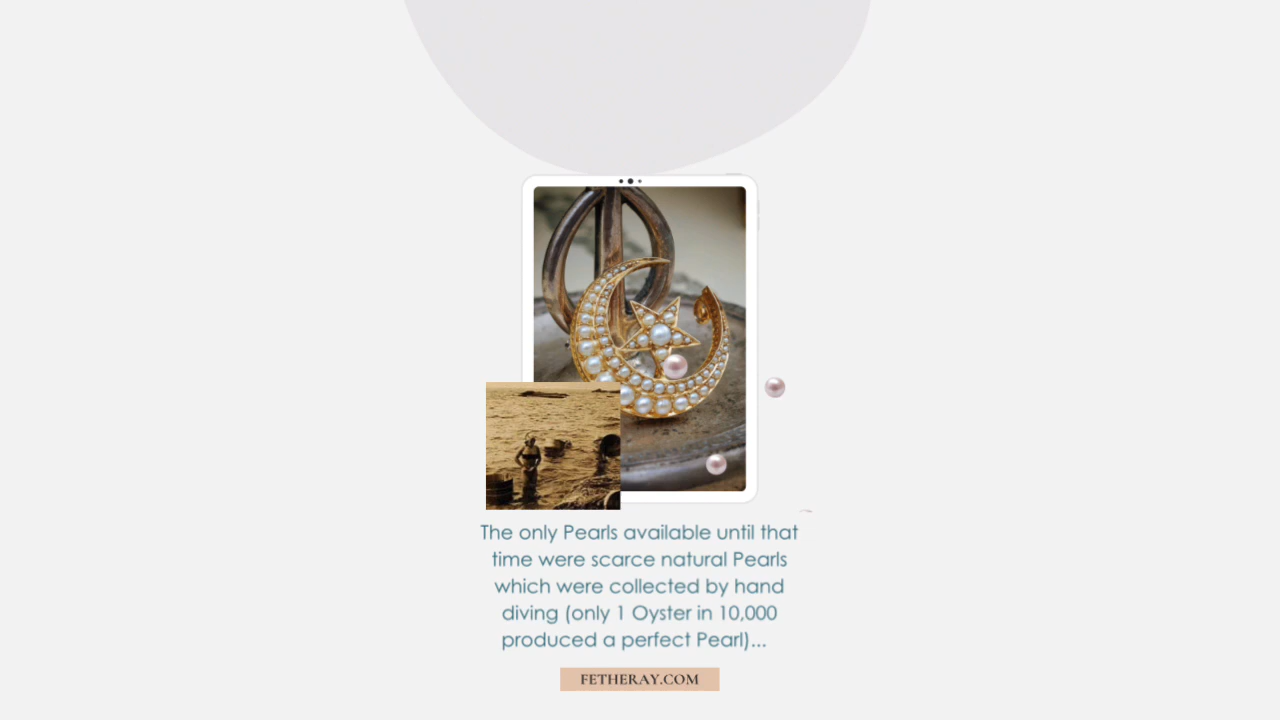 The only Pearls available until that
time were scarce natural Pearls
which were collected by hand
diving (only 1 Oyster in 10,000
produced a perfect Pearl)...
FETHERAY.COM